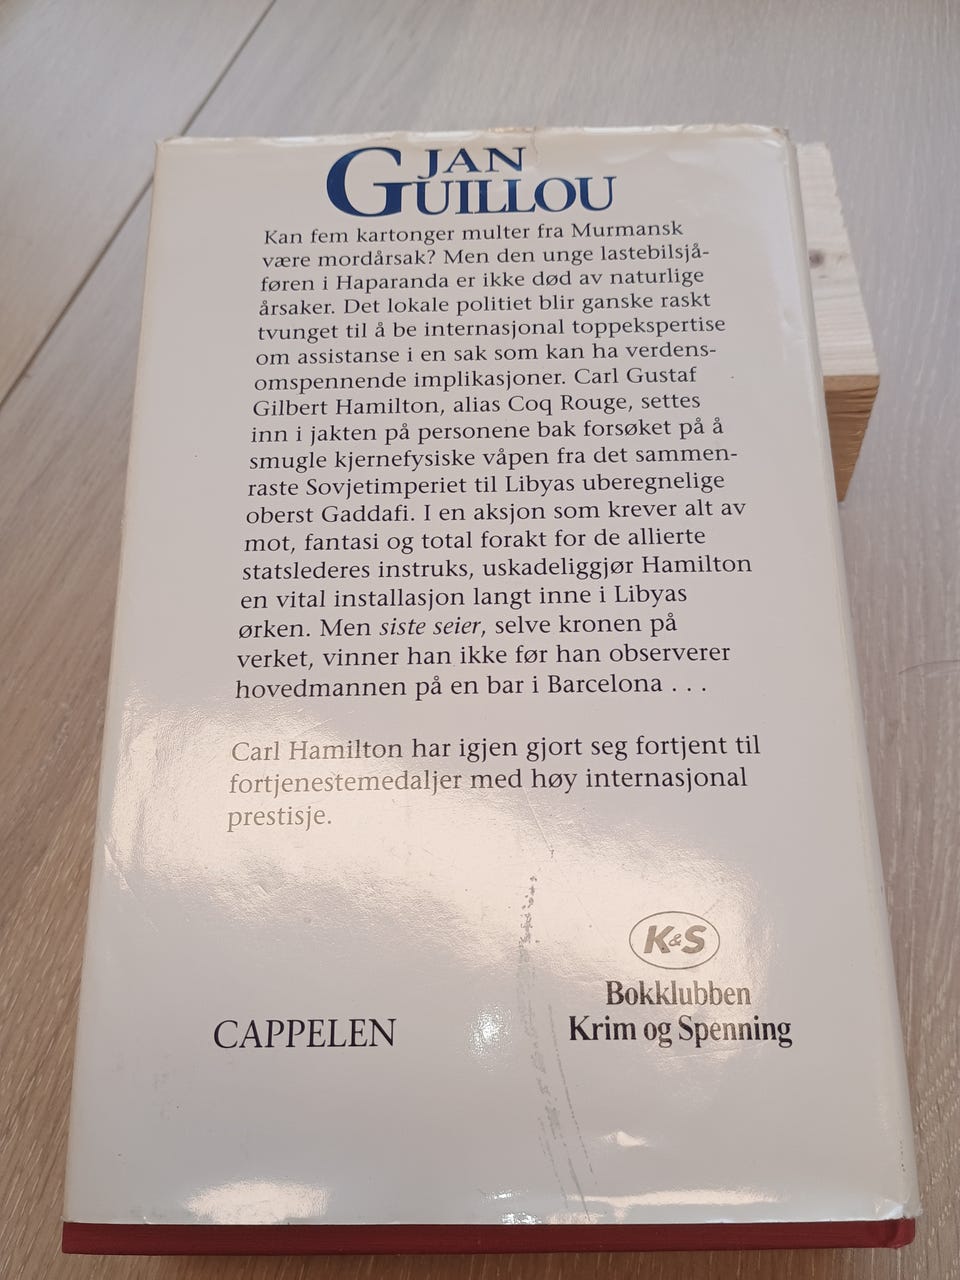 JAN
GUILLOU
Kan fem kartonger multer fra Murmansk
være mordårsak? Men den unge lastebilsjå-
føren i Haparanda er ikke død av naturlige
årsaker. Det lokale politiet blir ganske raskt
tvunget til å be internasjonal toppekspertise
om assistanse i en sak som kan ha verdens-
omspennende implikasjoner. Carl Gustaf
Gilbert Hamilton, alias Coq Rouge, settes
inn i jakten på personene bak forsøket på å
smugle kjernefysiske våpen fra det sammen-
raste Sovjetimperiet til Libyas uberegnelige
oberst Gaddafi. I en aksjon som krever alt av
mot, fantasi og total forakt for de allierte
statslederes instruks, uskadeliggjør Hamilton
en vital installasjon langt inne i Libyas
ørken. Men siste seier, selve kronen på
verket, vinner han ikke før han observerer
hovedmannen på en bar i Barcelona . . .
Carl Hamilton har igjen gjort seg fortjent til
fortjenestemedaljer med høy internasjonal
prestisje.
K&S
Bokklubben
Krim og Spenning
CAPPELEN